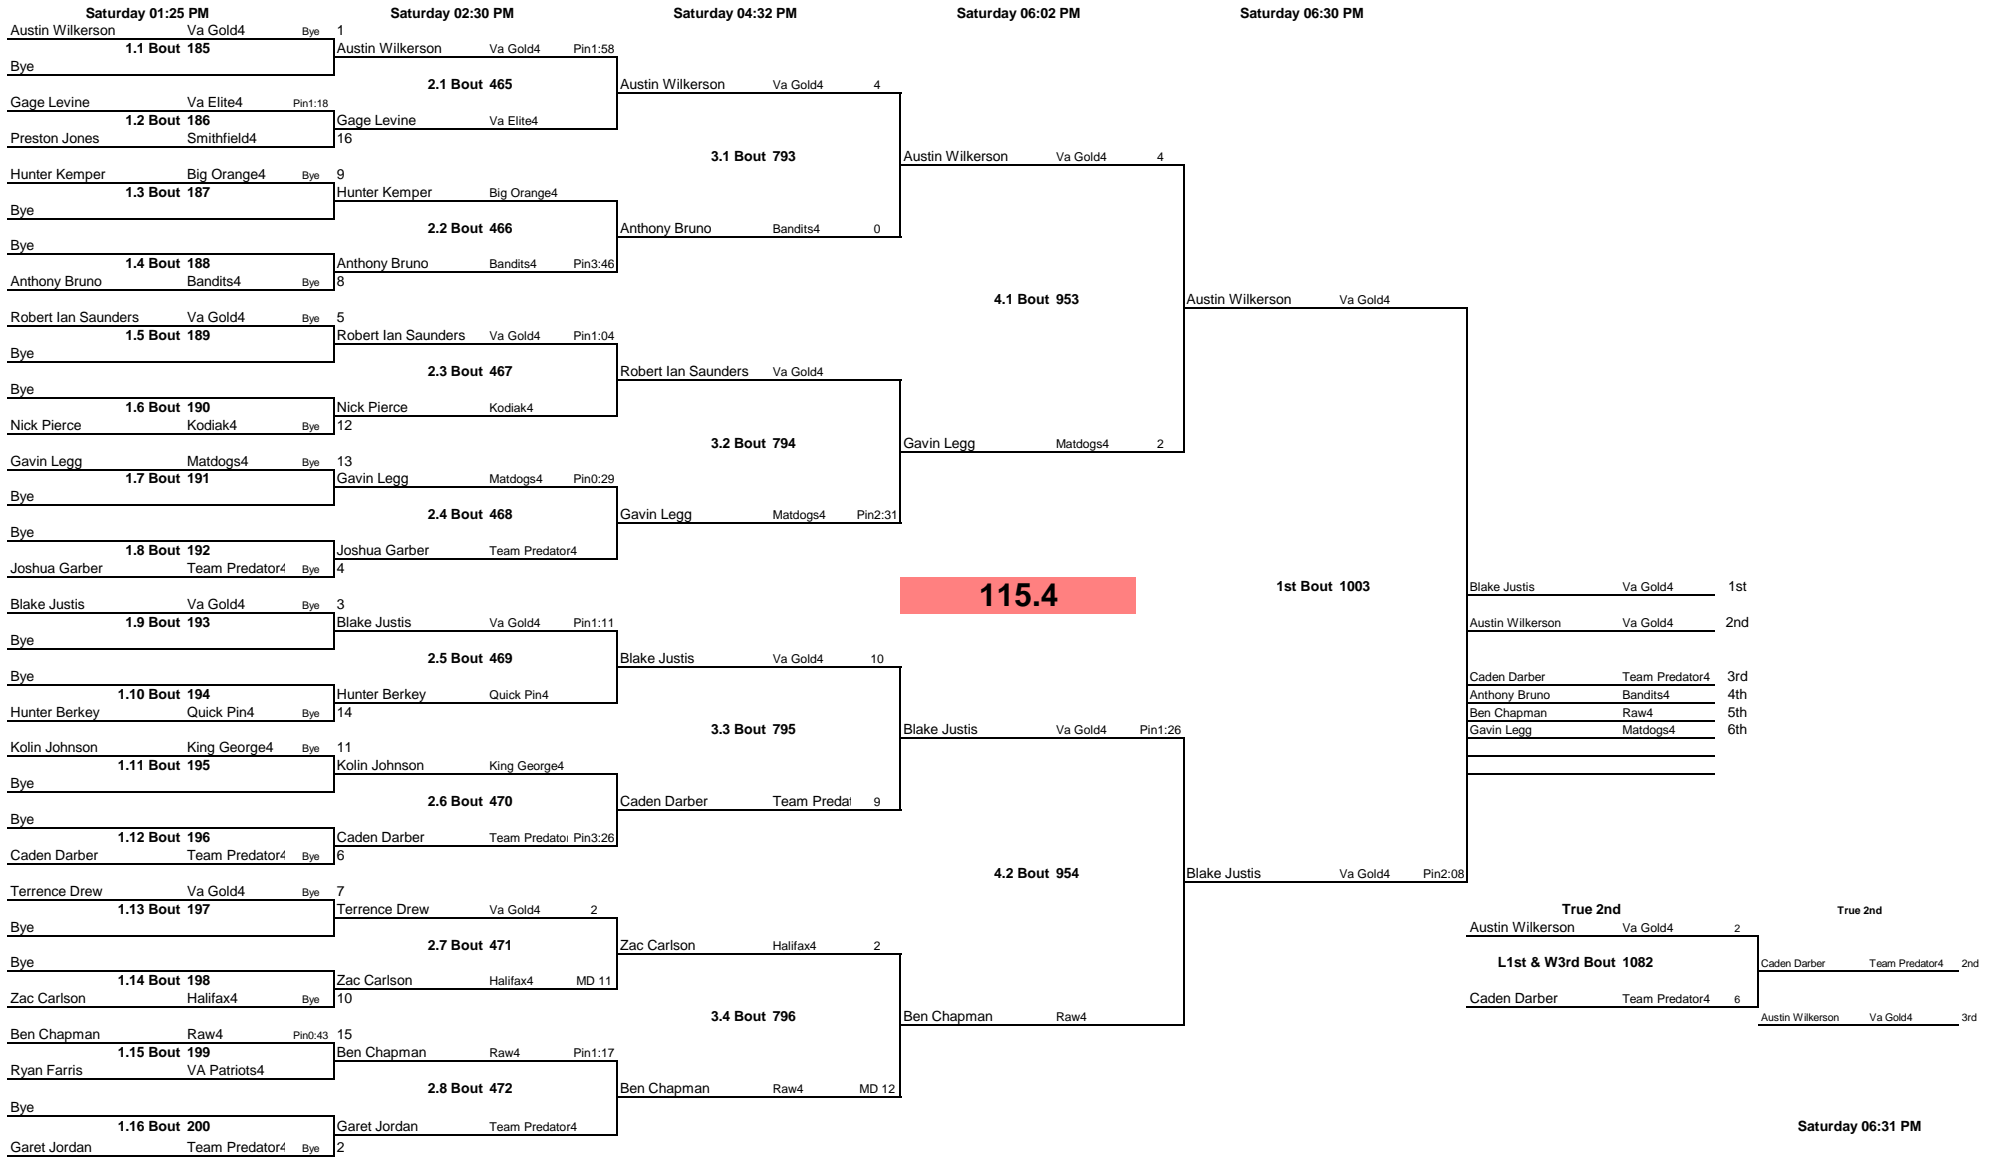 Saturday 01:25 PM Saturday 02:30 PM Saturday 04:32 PM Saturday 06:02 PM Saturday 06:30 PM
Austin Wilkerson Va Gold4 Bye 1
1.1 Bout 185 Austin Wilkerson Va Gold4 Pin1:58
Bye
2.1 Bout 465 Austin Wilkerson Va Gold4 4
Gage Levine Va Elite4 Pin1:18
1.2 Bout 186 Gage Levine Va Elite4
Preston Jones Smithfield4 16
3.1 Bout 793 Austin Wilkerson Va Gold4 4
Hunter Kemper Big Orange4 Bye 9
1.3 Bout 187 Hunter Kemper Big Orange4
Bye
2.2 Bout 466 Anthony Bruno Bandits4 0
Bye
1.4 Bout 188 Anthony Bruno Bandits4 Pin3:46
Anthony Bruno Bandits4 Bye 8
4.1 Bout 953 Austin Wilkerson Va Gold4
Robert Ian Saunders Va Gold4 Bye 5
1.5 Bout 189 Robert Ian Saunders Va Gold4 Pin1:04
Bye
2.3 Bout 467 Robert Ian Saunders Va Gold4
Bye
1.6 Bout 190 Nick Pierce Kodiak4
Nick Pierce Kodiak4 Bye 12
3.2 Bout 794 Gavin Legg Matdogs4 2
Gavin Legg Matdogs4 Bye 13
1.7 Bout 191 Gavin Legg Matdogs4 Pin0:29
Bye
2.4 Bout 468 Gavin Legg Matdogs4 Pin2:31
Bye
1.8 Bout 192 Joshua Garber Team Predator4
Joshua Garber Team Predator4 Bye 4
115.4 1st Bout 1003 Blake Justis Va Gold4 1st
Blake Justis Va Gold4 Bye 3
1.9 Bout 193 Blake Justis Va Gold4 Pin1:11 Austin Wilkerson Va Gold4 2nd
Bye
2.5 Bout 469 Blake Justis Va Gold4 10
Bye Caden Darber Team Predator4 3rd
1.10 Bout 194 Hunter Berkey Quick Pin4 Anthony Bruno Bandits4 4th
Hunter Berkey Quick Pin4 Bye 14 Ben Chapman Raw4 5th
3.3 Bout 795 Blake Justis Va Gold4 Pin1:26 Gavin Legg Matdogs4 6th
Kolin Johnson King George4 Bye 11
1.11 Bout 195 Kolin Johnson King George4
Bye
2.6 Bout 470 Caden Darber Team Predat 9
Bye
1.12 Bout 196 Caden Darber Team Predator Pin3:26
Caden Darber Team Predator4 Bye 6
4.2 Bout 954 Blake Justis Va Gold4 Pin2:08
Terrence Drew Va Gold4 Bye 7
1.13 Bout 197 Terrence Drew Va Gold4 2 True 2nd True 2nd
Bye Austin Wilkerson Va Gold4 2
2.7 Bout 471 Zac Carlson Halifax4 2
Bye L1st & W3rd Bout 1082 Caden Darber Team Predator4 2nd
1.14 Bout 198 Zac Carlson Halifax4 MD 11
Zac Carlson Halifax4 Bye 10 Caden Darber Team Predator4 6
3.4 Bout 796 Ben Chapman Raw4 Austin Wilkerson Va Gold4 3rd
Ben Chapman Raw4 Pin0:43 15
1.15 Bout 199 Ben Chapman Raw4 Pin1:17
Ryan Farris VA Patriots4
2.8 Bout 472 Ben Chapman Raw4 MD 12
Bye
1.16 Bout 200 Garet Jordan Team Predator4 Saturday 06:31 PM
Garet Jordan Team Predator4 Bye 2